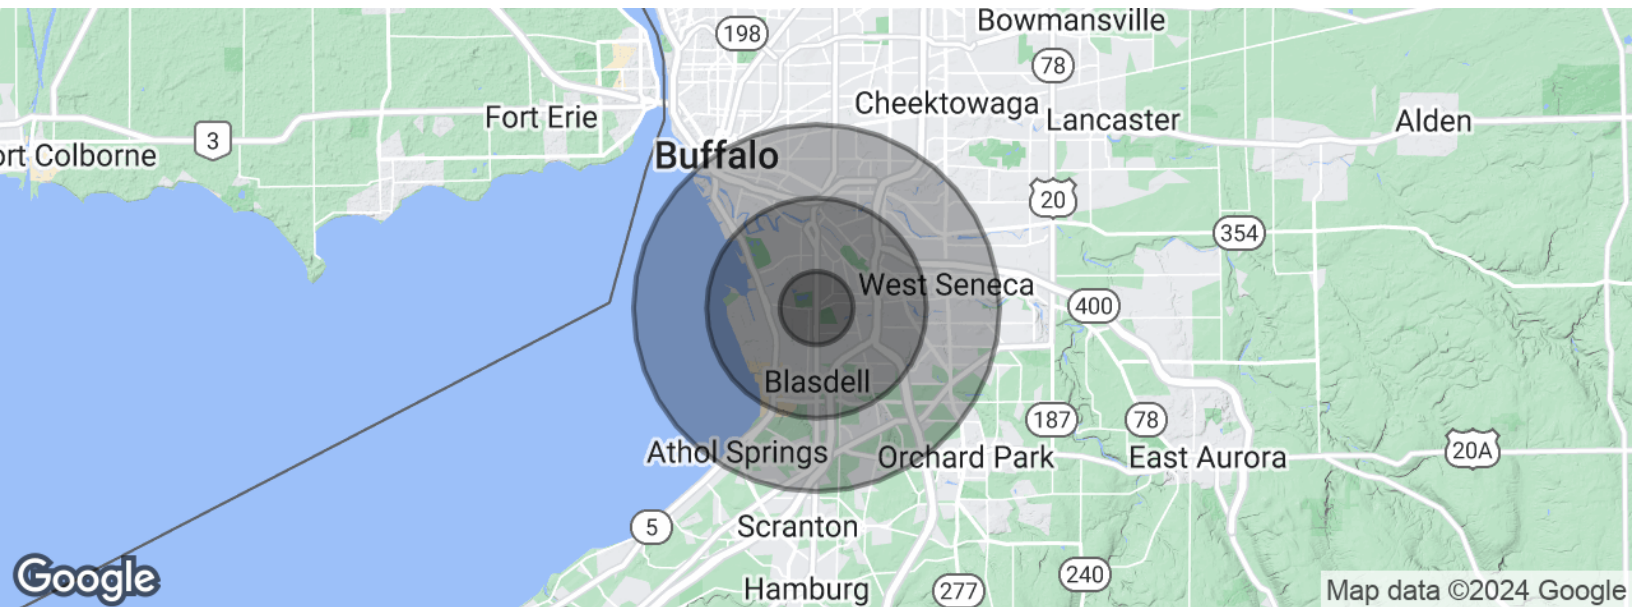 Bowmansville
198
78
Cheektowaga
Fort Erie
Lancaster
Alden
3
ort Colborne
Buffalo
20
354
West Seneca
400
Blasdell
187
78
Athol Springs
Orchard Park
East Aurora
20A
5
Scranton
240
Hamburg
277
Google
Map data ©2024 Google